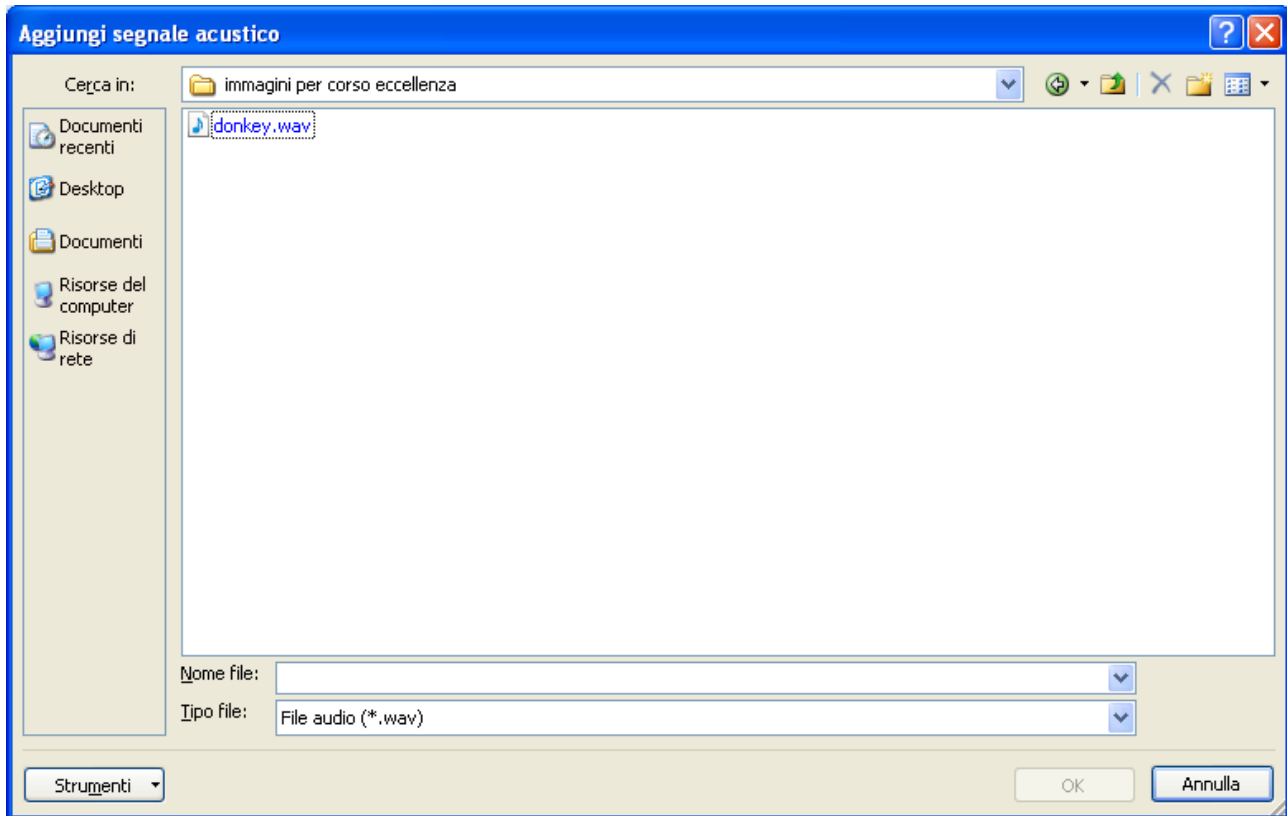 Aggiungi segnale acustico
Cerca in:
immagini per corso eccellenza
Documenti
recenti
Desktop
Documenti
Risorse del
computer
Risorse di
rete
donkey.wav
Nome file:
Tipo file:
File audio (*.wav)
Strumenti
OK
Annulla